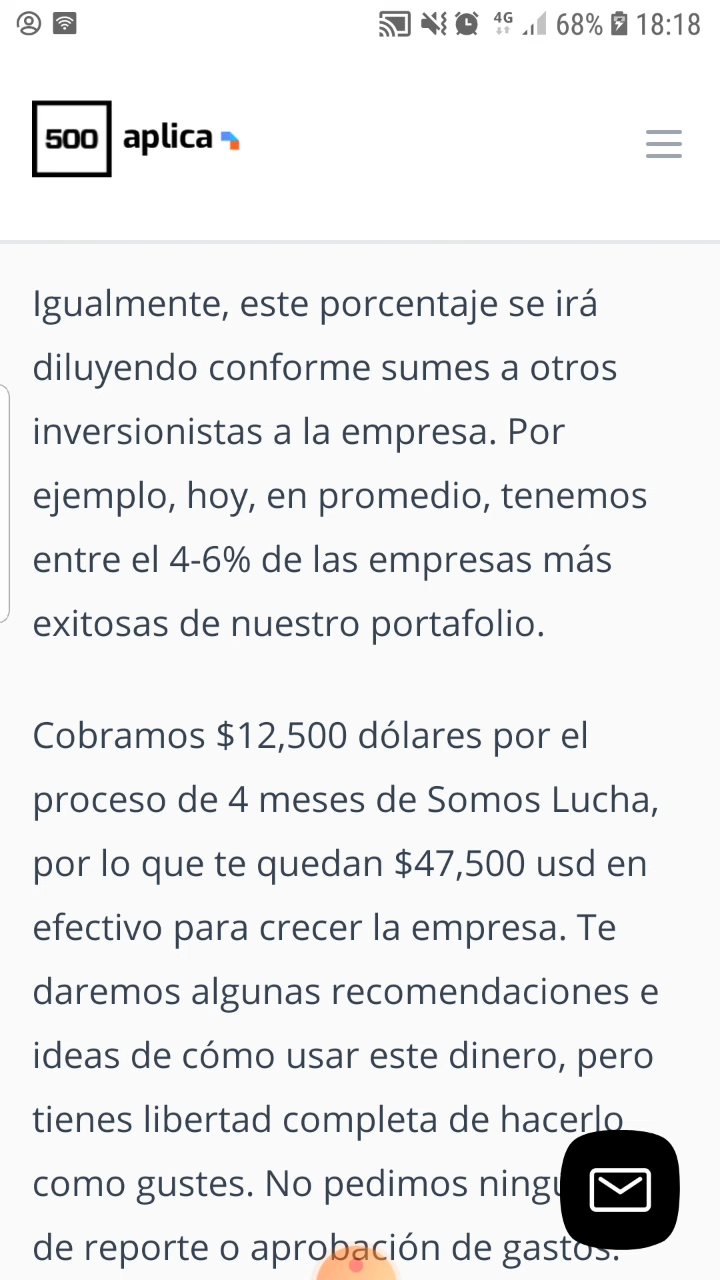 4G 68% 18:18
500 aplica
Igualmente, este porcentaje se irá
diluyendo conforme sumes a otros
inversionistas a la empresa. Por
ejemplo, hoy, en promedio, tenemos
entre el 4-6% de las empresas más
exitosas de nuestro portafolio.
Cobramos $12,500 dólares por el
proceso de 4 meses de Somos Lucha,
por lo que te quedan $47,500 usd en
efectivo para crecer la empresa. Te
daremos algunas recomendaciones e
ideas de cómo usar este dinero, pero
tienes libertad completa de hacerlo
como gustes. No pedimos
de reporte o aprobación de gastos.